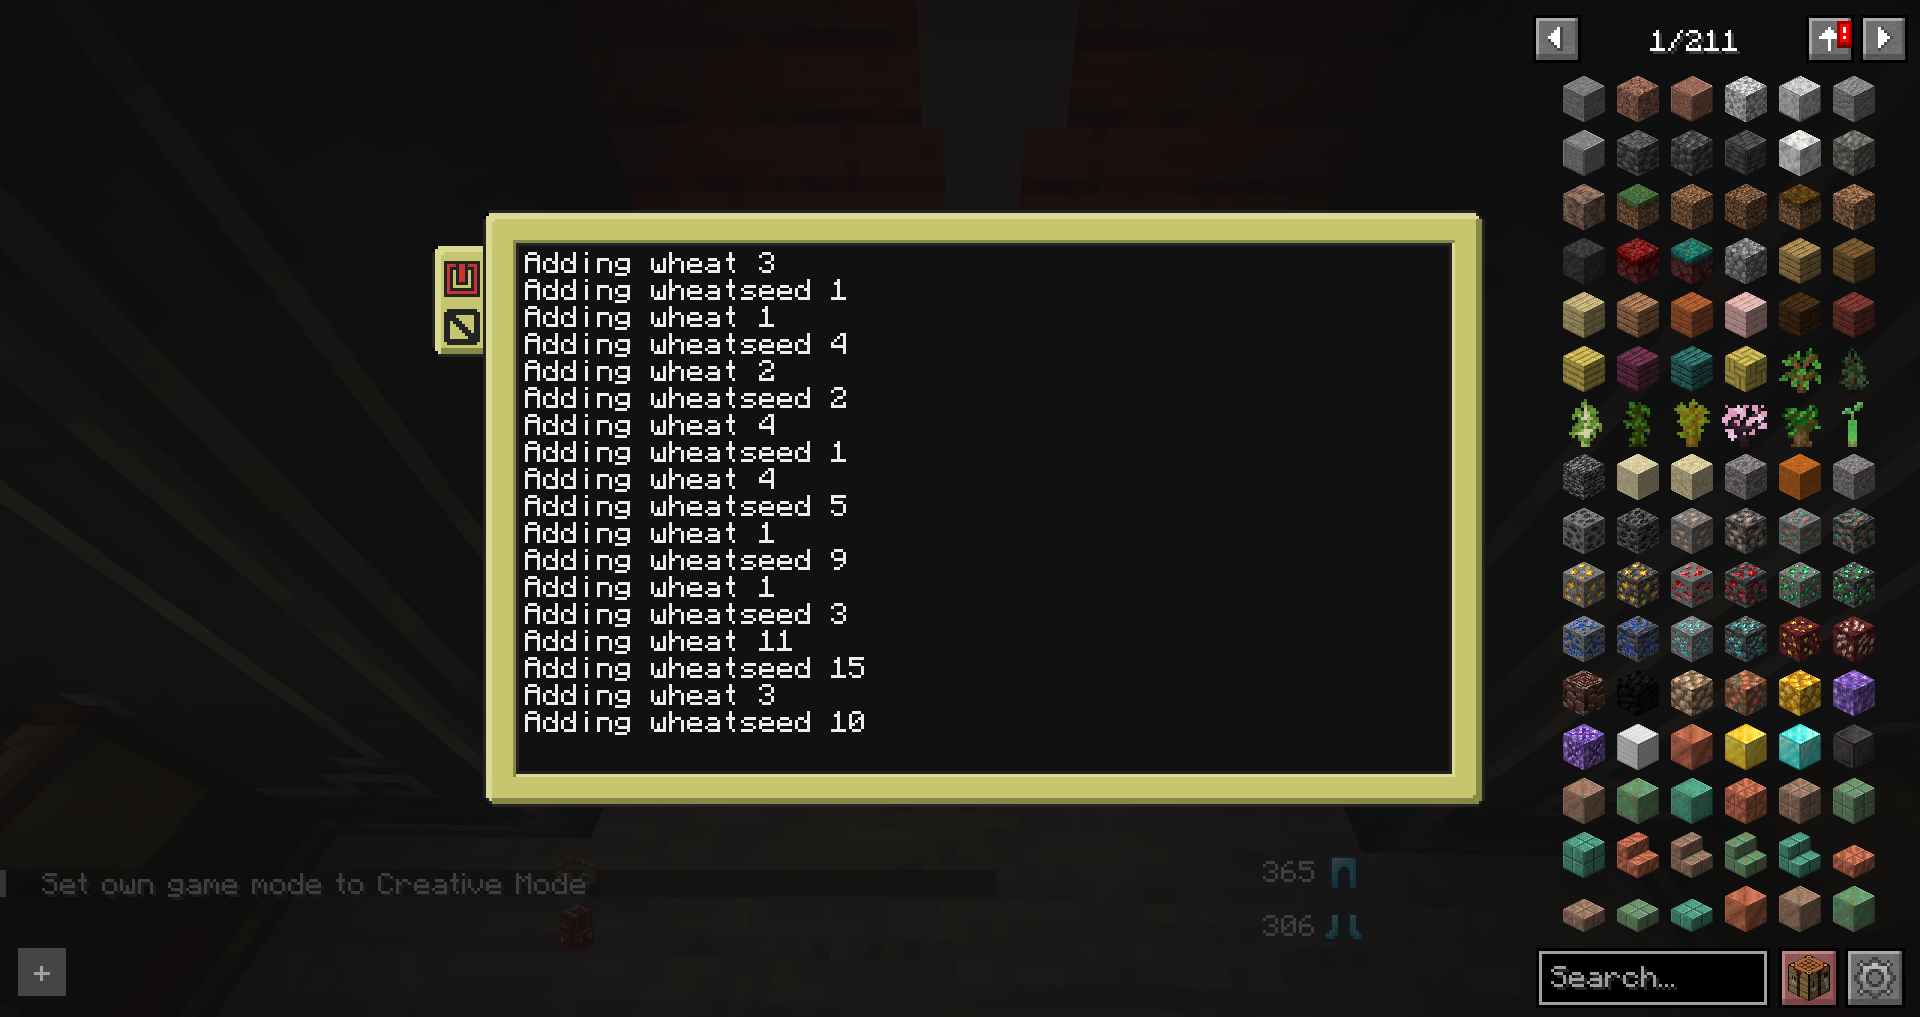 1/211
Adding wheat 3
Adding wheatseed 1
Adding wheat 1
Adding wheatseed 4
Adding wheat 2
Adding wheatseed 2
Adding wheat 4
Adding wheatseed 1
Adding wheat 4
Adding wheatseed 5
Adding wheat 1
Adding wheatseed 9
Adding wheat 1
Adding wheatseed 3
Adding wheat 11
Adding wheatseed 15
Adding wheat 3
Adding wheatseed 10
365
Set own game mode to Creative Mode
306
+
Search...